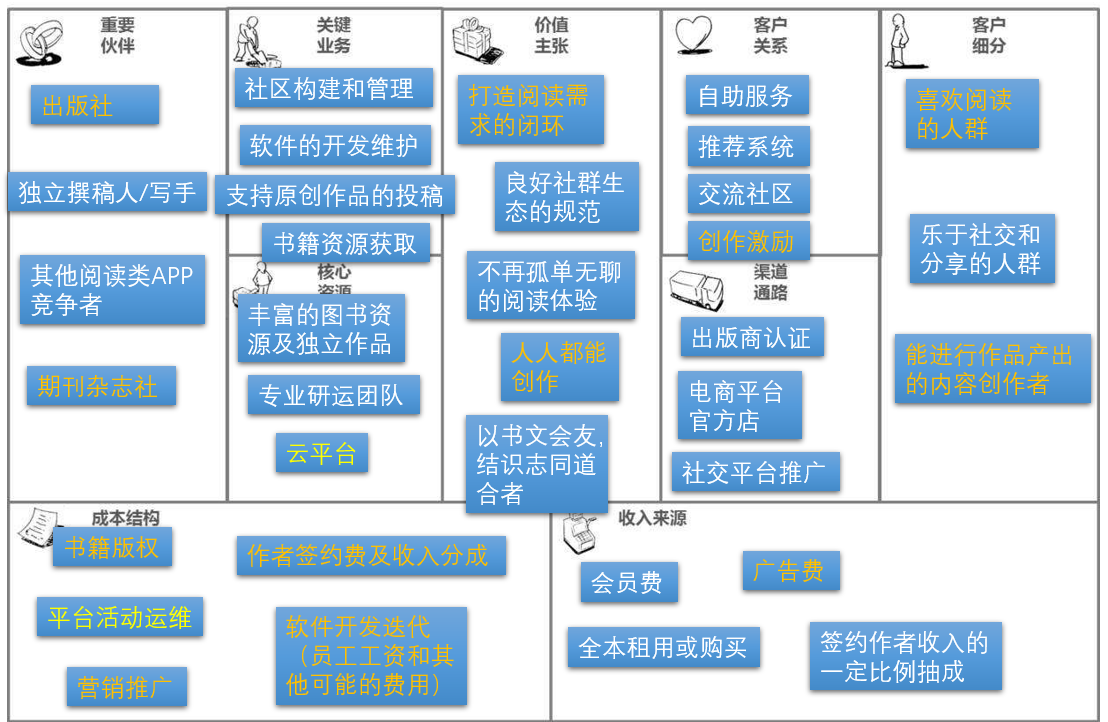 重要
伙伴
出版社
独立撰稿人/写手
其他阅读类APP
竞争者
期刊杂志社
关键
业务
社区构建和管理
软件的开发维护
支持原创作品的投稿
书籍资源获取
核心
资源
丰富的图书资
源及独立作品
专业研运团队
云平台
价值
主张
打造阅读需
求的闭环
良好社群生
态的规范
不再孤单无聊
的阅读体验
人人都能
创作
以书文会友,
结识志同道
合者
客户
关系
自助服务
推荐系统
交流社区
创作激励
渠道
通路
出版商认证
电商平台
官方店
社交平台推广
客户
细分
喜欢阅读
的人群
乐于社交和
分享的人群
能进行作品产出
的内容创作者
成本结构
书籍版权
作者签约费及收入分成
平台活动运维
软件开发迭代
（员工工资和其
他可能的费用）
营销推广
收入来源
会员费
广告费
全本租用或购买
签约作者收入的
一定比例抽成